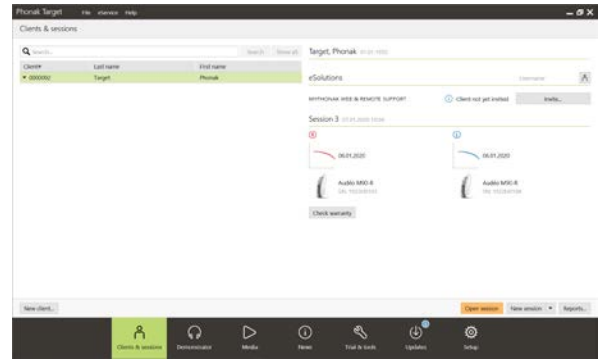 Phonak Target File eService Help
Clients & sessions
Search...
Search Show all
Client# Last name First name
0000002 Target Phonak
Target, Phonak
eSolutions
Username
MYPHONAK WEB & REMOTE SUPPORT Client not yet invited Invite...
Session 3
06.01.2020 06.01.2020
Audéo M90-R Audéo M90-R
Check warranty
New client... Open session New session Reports...
Clients & sessions Demonstrator Media News Trial & tools Updates Setup